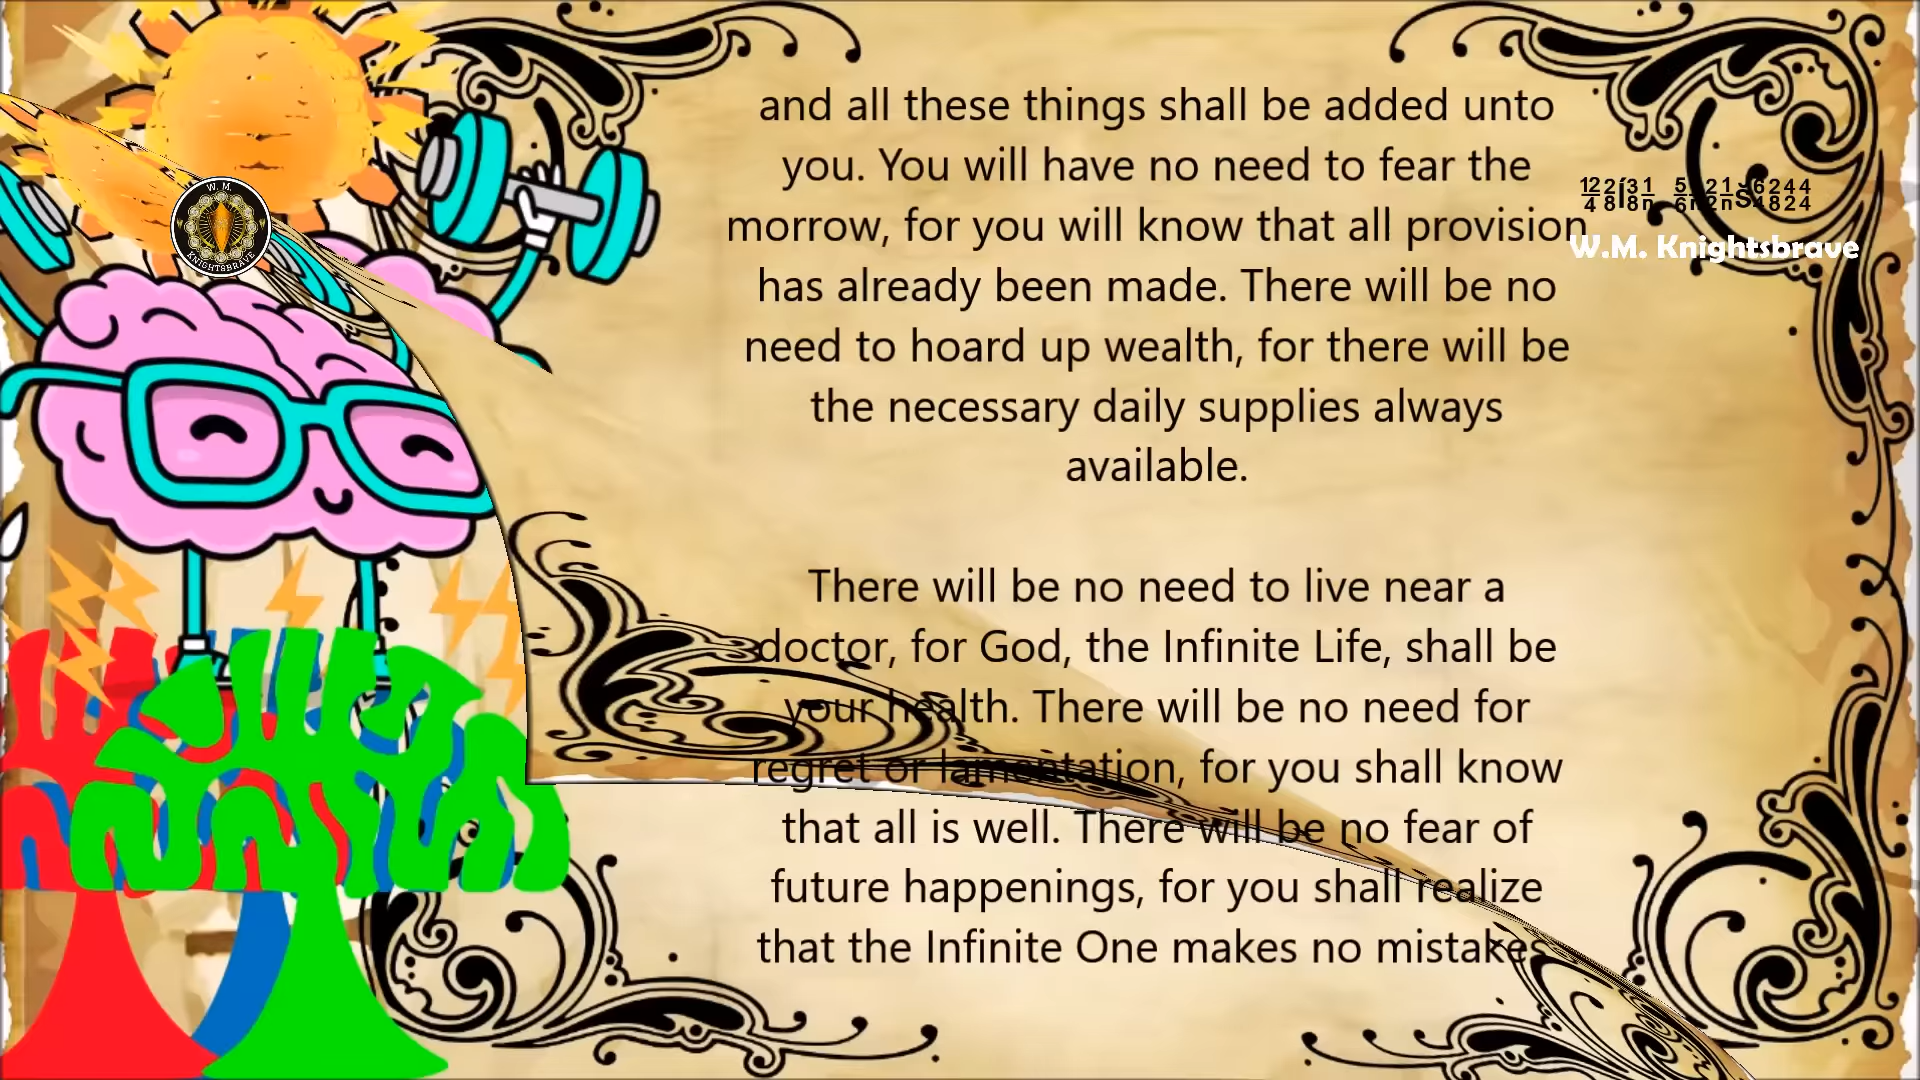 and all these things shall be added unto
you. You will have no need to fear the
morrow, for you will know that all provision
has already been made. There will be no
need to hoard up wealth, for there will be
the necessary daily supplies always
available.
There will be no need to live near a
doctor, for God, the Infinite Life, shall be
your health. There will be no need for
regret or lamentation, for you shall know
that all is well. There will be no fear of
future happenings, for you shall realize
that the Infinite One makes no mistakes.
W.M. Knightsbrave
W. M.
KNIGHTSBRAVE